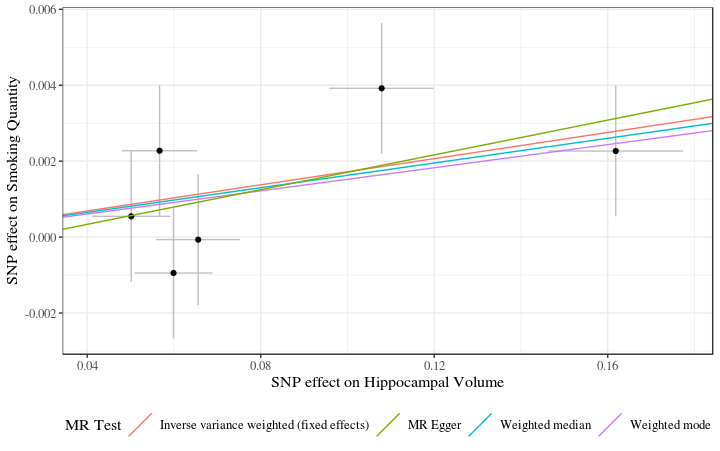 0.006
0.004
0.002
0.000
-0.002
SNP effect on Smoking Quantity
0.04
0.08
0.12
0.16
SNP effect on Hippocampal Volume
MR Test
Inverse variance weighted (fixed effects)
MR Egger
Weighted median
Weighted mode